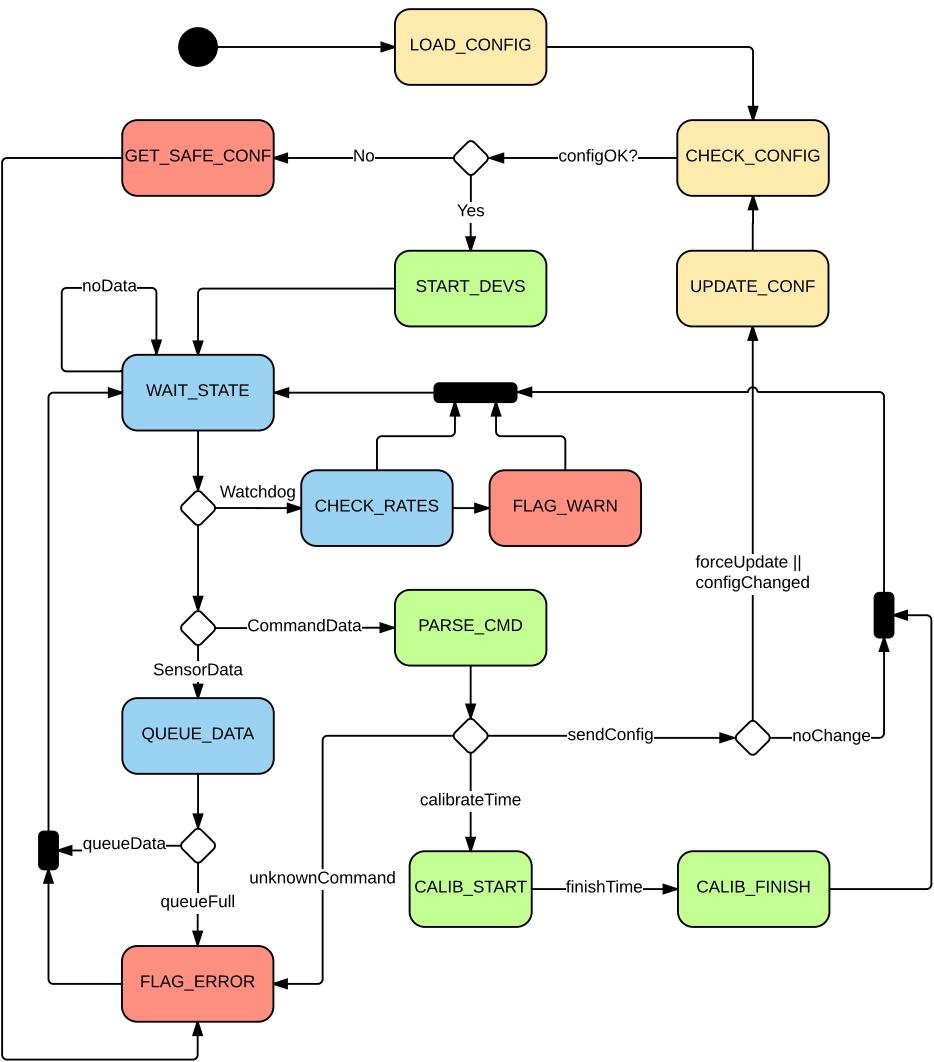 LOAD_CONFIG
GET_SAFE_CONF
No
configOK?
CHECK_CONFIG
Yes
START_DEVS
UPDATE_CONF
noData
WAIT_STATE
Watchdog
CHECK_RATES
FLAG_WARN
forceUpdate ||
configChanged
CommandData
PARSE_CMD
SensorData
QUEUE_DATA
sendConfig
noChange
calibrateTime
queueData
unknownCommand
CALIB_START
finishTime
CALIB_FINISH
queueFull
FLAG_ERROR